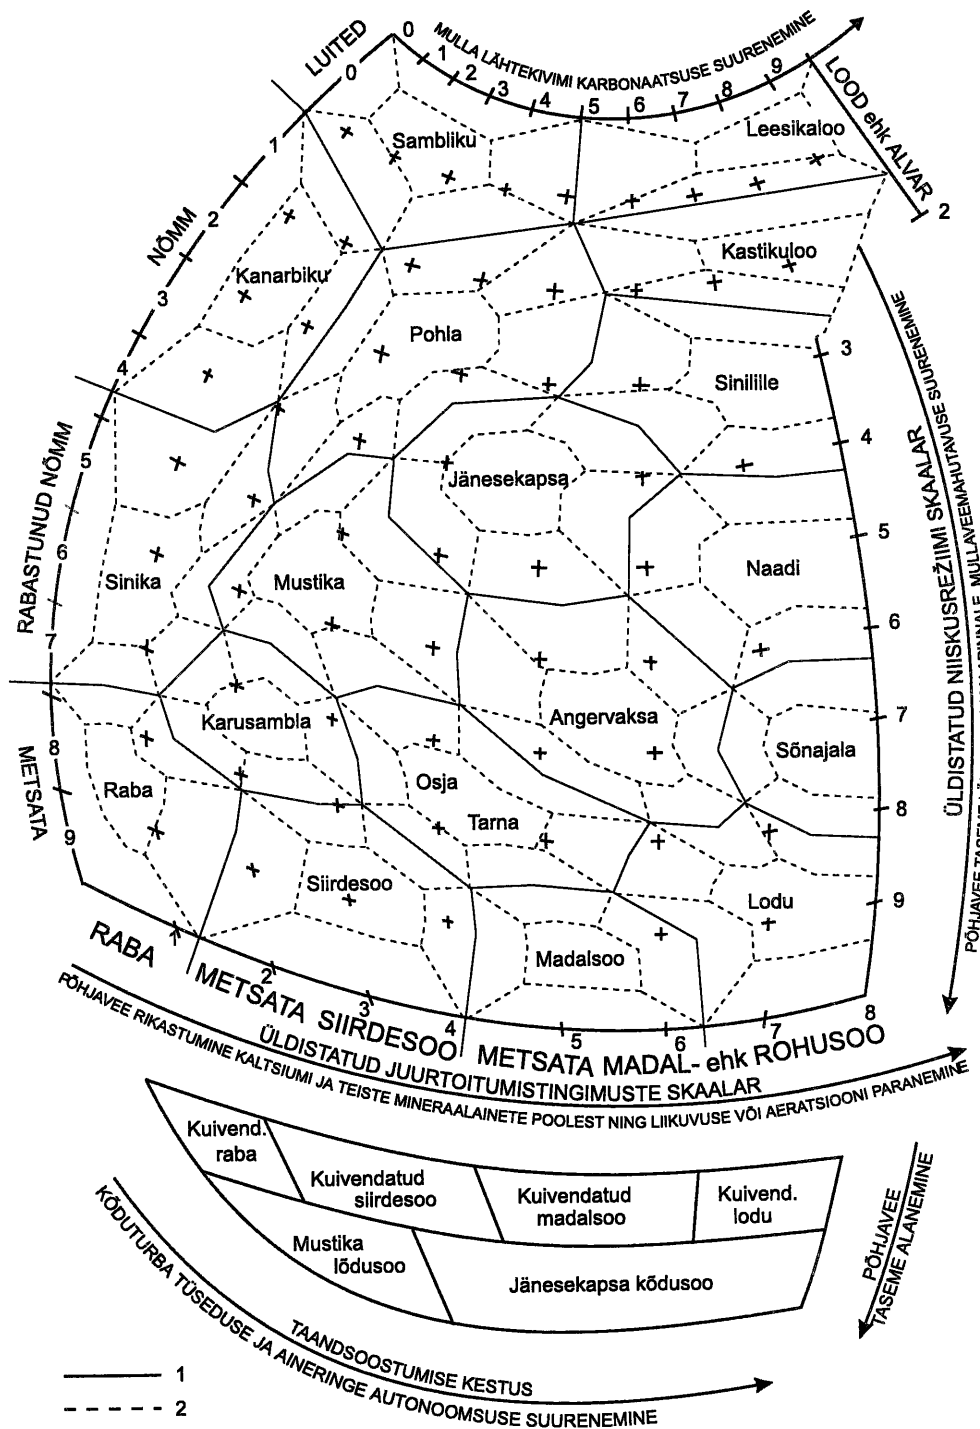 LUITED
0
MULLA LÄHTEKIVIMI KARBONAATSUSE SUURENEMINE
0
1
2
3
4
5
6
7
8
9
LOOD ehk ALVAR
2
Sambliku
Leesikaloo
1
NÕMM
2
3
4
Kanarbiku
Kastikuloo
Pohla
3
Sinilille
4
RABASTUNUD NÕMM
5
Jänesekapsa
5
6
Sinika
Mustika
Naadi
6
7
Karusambla
Angervaksa
7
Sõnajala
METSATA
8
Raba
Osja
8
9
Tarna
Siirdesoo
Lodu
9
Madalsoo
ÜLDISTATUD NIISKUSREŽIIMI SKAALAR
MULLAVEEMAHUTAVUSE SUURENEMINE
RABA
1
2
3
4
5
6
7
8
METSATA SIIRDESOO
METSATA MADAL- ehk ROHUSOO
ÜLDISTATUD JUURTOITUMISTINGIMUSTE SKAALAR
PÕHJAVEE RIKASTUMINE KALTSIUMI JA TEISTE MINERAALAINETE POOLEST NING LIIKUVUSE VÕI AERATSIOONI PARANEMINE
Kuivend.
raba
Kuivendatud
siirdesoo
Kuivendatud
madalsoo
Kuivend.
lodu
Mustika
lõdusoo
Jänesekapsa kõdusoo
PÕHJAVEE
TASEME ALANEMINE
TAANDSOOSTUMISE KESTUS
KÕDUTURBA TÜSEDUSE JA AINERINGE AUTONOOMSUSE SUURENEMINE
1
2